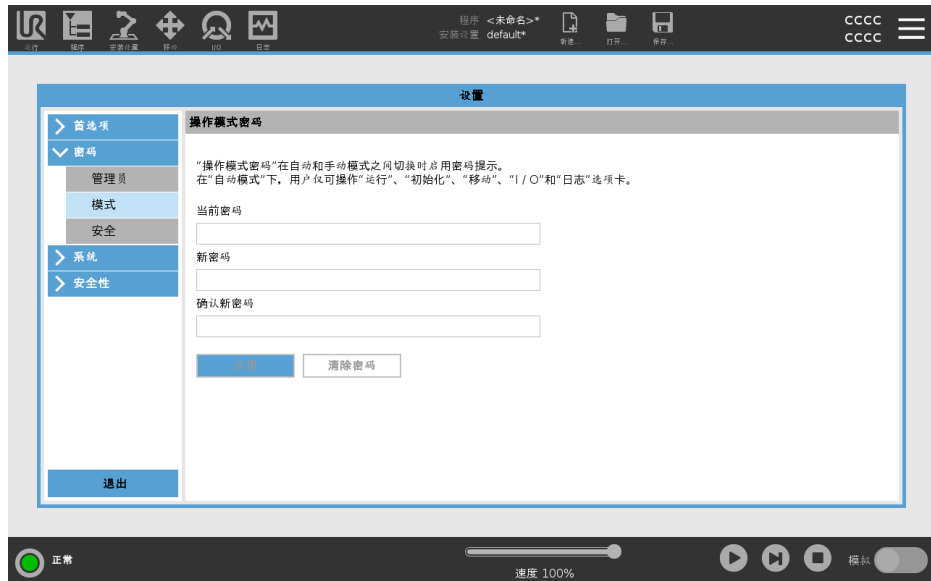 程序 <未命名>*
安装设置 default*
新建...
打开...
保存...
CCCC
CCCC
运行
程序
安装设置
移动
I/O
日志
设置
首选项
密码
管理员
模式
安全
系统
安全性
退出
操作模式密码
“操作模式密码”在自动和手动模式之间切换时启用密码提示。
在“自动模式”下，用户仅可操作“运行”、“初始化”、“移动”、“I / O”和“日志”选项卡。
当前密码
新密码
确认新密码
应用
清除密码
正常
速度 100%
模拟